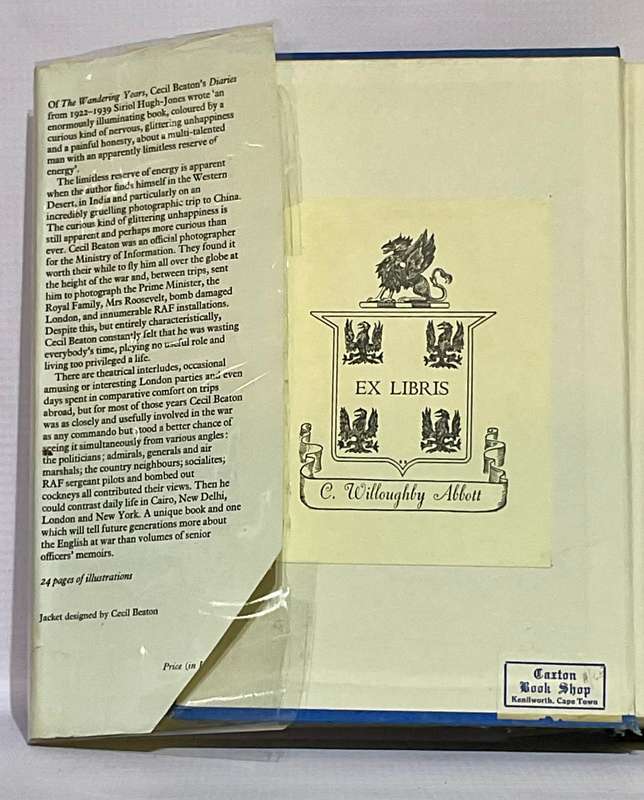 Of The Wandering Years, Cecil Beaton's Diaries
from 1922–1939 Siriol Hugh-Jones wrote 'an
enormously illuminating book, coloured by a
curious kind of nervous, glittering unhappiness
and a painful honesty, about a multi-talented
man with an apparently limitless reserve of
energy'.
The limitless reserve of energy is apparent
when the author finds himself in the Western
Desert, in India and particularly on an
incredibly gruelling photographic trip to China.
The curious kind of glittering unhappiness is
still apparent and perhaps more curious than
ever. Cecil Beaton was an official photographer
for the Ministry of Information. They found it
worth their while to fly him all over the globe at
the height of the war and, between trips, sent
him to photograph the Prime Minister, the
Royal Family, Mrs Roosevelt, bomb damaged
London, and innumerable RAF installations.
Despite this, but entirely characteristically,
Cecil Beaton constantly felt that he was wasting
everybody's time, playing no useful role and
living too privileged a life.
There are theatrical interludes, occasional
amusing or interesting London parties and even
days spent in comparative comfort on trips
abroad, but for most of those years Cecil Beaton
was as closely and usefully involved in the war
as any commando but stood a better chance of
seeing it simultaneously from various angles:
the politicians; admirals, generals and air
marshals; the country neighbours; socialites;
RAF sergeant pilots and bombed out
cockneys all contributed their views. Then he
could contrast daily life in Cairo, New Delhi,
London and New York. A unique book and one
which will tell future generations more about
the English at war than volumes of senior
officers' memoirs.
24 pages of illustrations
Jacket designed by Cecil Beaton
Price (in
EX LIBRIS
C. Willoughby Abbott
Caxton
Book Shop
Kenilworth, Cape Town